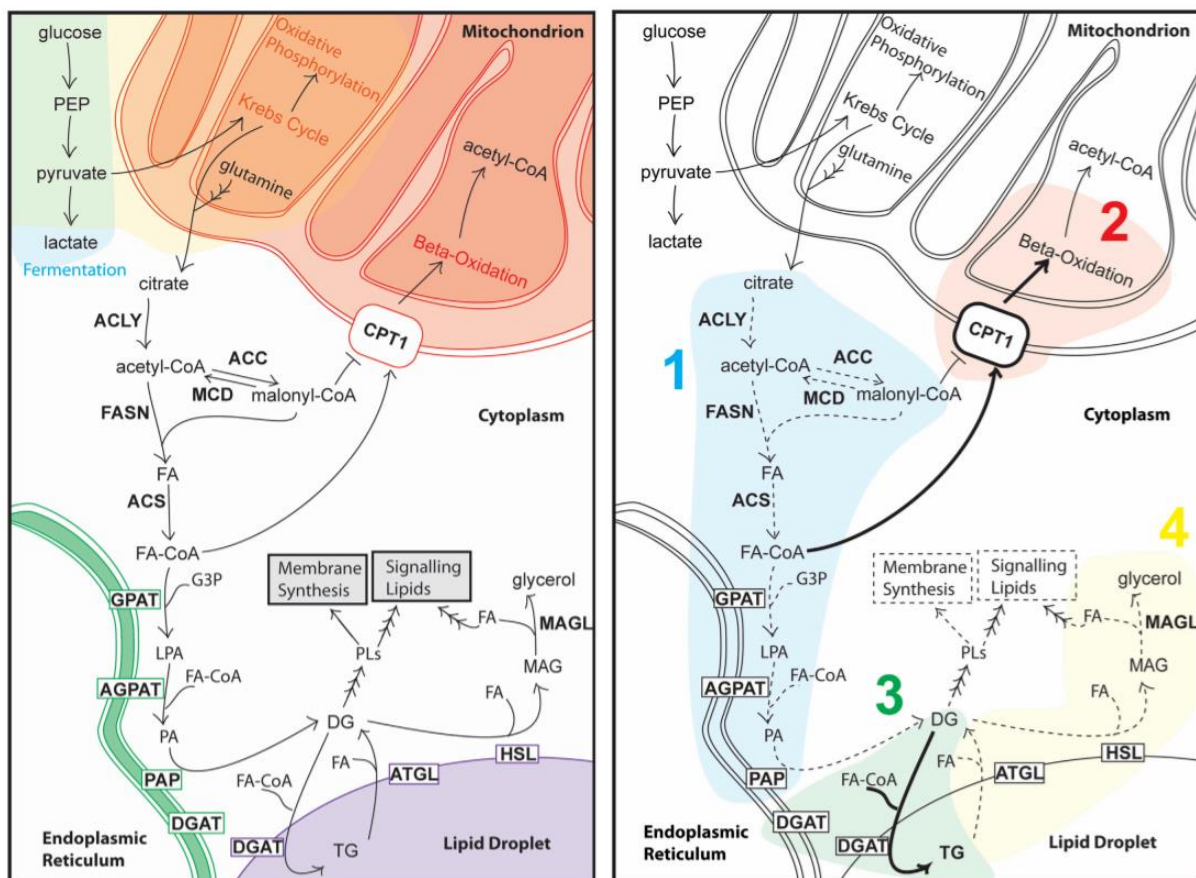 glucose
PEP
pyruvate
lactate
Fermentation
Oxidative
Phosphorylation
Krebs Cycle
glutamine
Mitochondrion
acetyl-CoA
Beta-Oxidation
CPT1
citrate
ACLY
acetyl-CoA
ACC
MCD
malonyl-CoA
FASN
Cytoplasm
FA
ACS
FA-CoA
G3P
GPAT
LPA
AGPAT
FA-CoA
PA
PAP
DGAT
Membrane
Synthesis
Signalling
Lipids
glycerol
FA
MAGL
PLs
MAG
FA
DG
HSL
FA
ATGL
FA-CoA
DGAT
TG
Endoplasmic
Reticulum
Lipid Droplet
glucose
PEP
pyruvate
lactate
Oxidative
Phosphorylation
Krebs Cycle
glutamine
Mitochondrion
acetyl-CoA
2
Beta-Oxidation
CPT1
citrate
1
ACLY
acetyl-CoA
ACC
MCD
malonyl-CoA
FASN
Cytoplasm
FA
ACS
FA-CoA
G3P
GPAT
LPA
AGPAT
FA-CoA
PA
PAP
DGAT
4
Membrane
Synthesis
Signalling
Lipids
glycerol
FA
MAGL
PLs
MAG
FA
3
DG
HSL
FA
ATGL
FA-CoA
DGAT
TG
Endoplasmic
Reticulum
Lipid Droplet